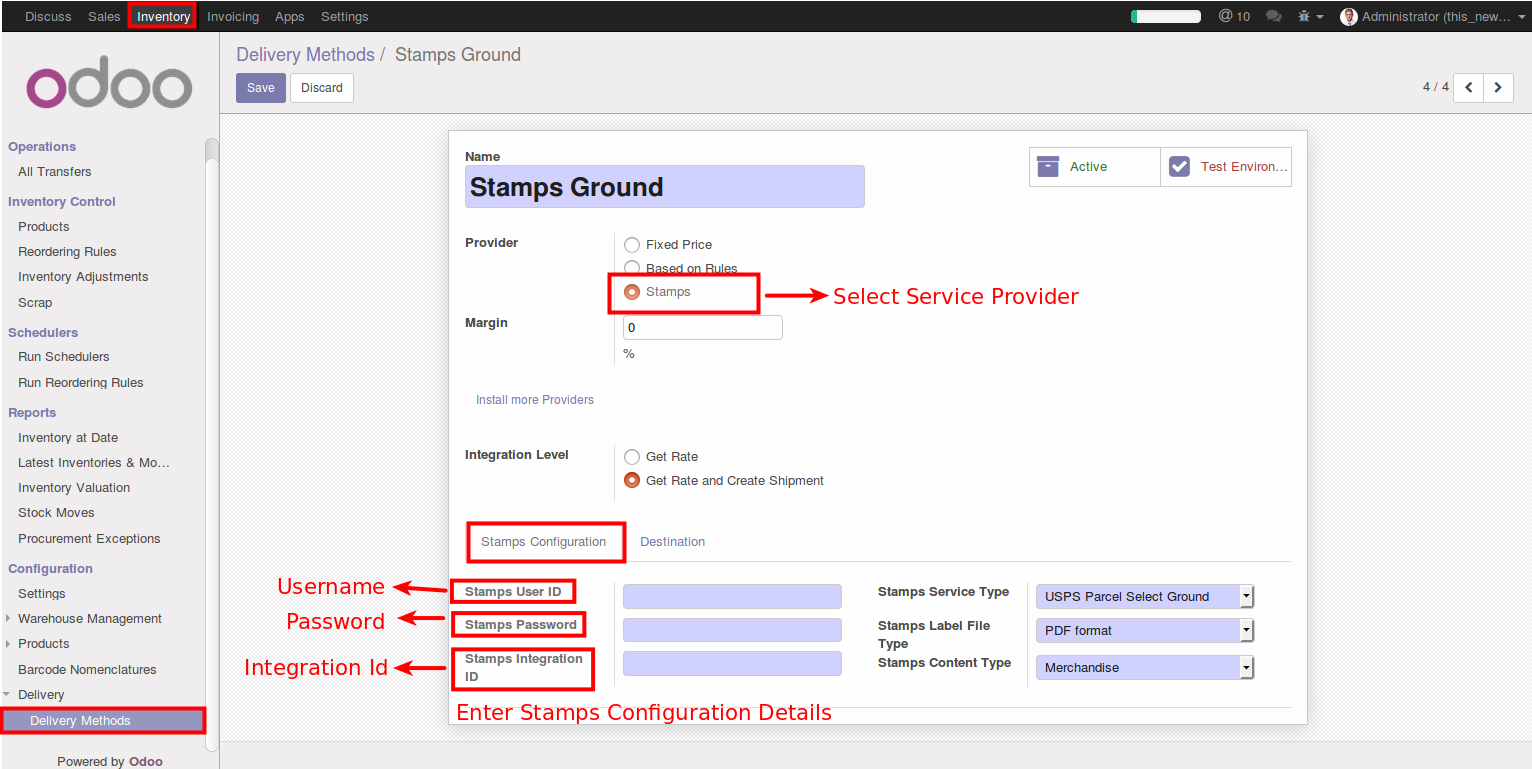 Discuss Sales Inventory Invoicing Apps Settings @ 10 Administrator (this_new...
odoo
Delivery Methods / Stamps Ground
Save Discard
4 / 4
Operations
All Transfers
Inventory Control
Products
Reordering Rules
Inventory Adjustments
Scrap
Schedulers
Run Schedulers
Run Reordering Rules
Reports
Inventory at Date
Latest Inventories & Mo...
Inventory Valuation
Stock Moves
Procurement Exceptions
Configuration
Settings
Warehouse Management
Products
Barcode Nomenclatures
Delivery
Delivery Methods
Powered by Odoo
Name
Stamps Ground
Active
Test Environ...
Provider
Fixed Price
Based on Rules
Stamps
Select Service Provider
Margin
0
%
Install more Providers
Integration Level
Get Rate
Get Rate and Create Shipment
Stamps Configuration
Destination
Username
Stamps User ID
Password
Stamps Password
Integration Id
Stamps Integration
ID
Stamps Service Type
USPS Parcel Select Ground
Stamps Label File
Type
PDF format
Stamps Content Type
Merchandise
Enter Stamps Configuration Details